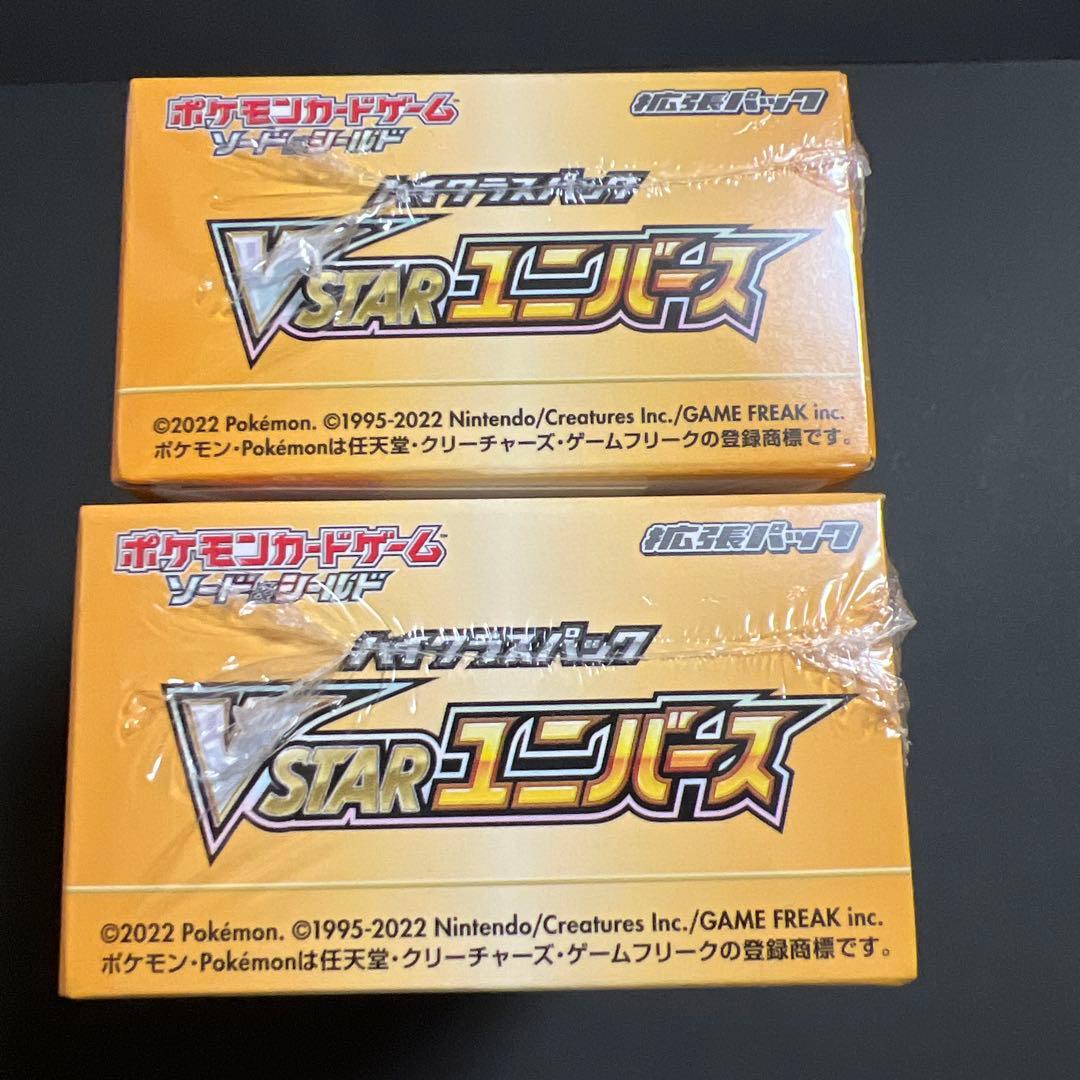 ポケモンカードゲーム™ 拡張パック
ソード&シールド
ハイクラスパック
VSTARユニバース
©2022 Pokémon. ©1995-2022 Nintendo/Creatures Inc./GAME FREAK inc.
ポケモン・Pokémonは任天堂・クリーチャーズ・ゲームフリークの登録商標です。
ポケモンカードゲーム™ 拡張パック
ソード&シールド
ハイクラスパック
VSTARユニバース
©2022 Pokémon. ©1995-2022 Nintendo/Creatures Inc./GAME FREAK inc.
ポケモン・Pokémonは任天堂・クリーチャーズ・ゲームフリークの登録商標です。